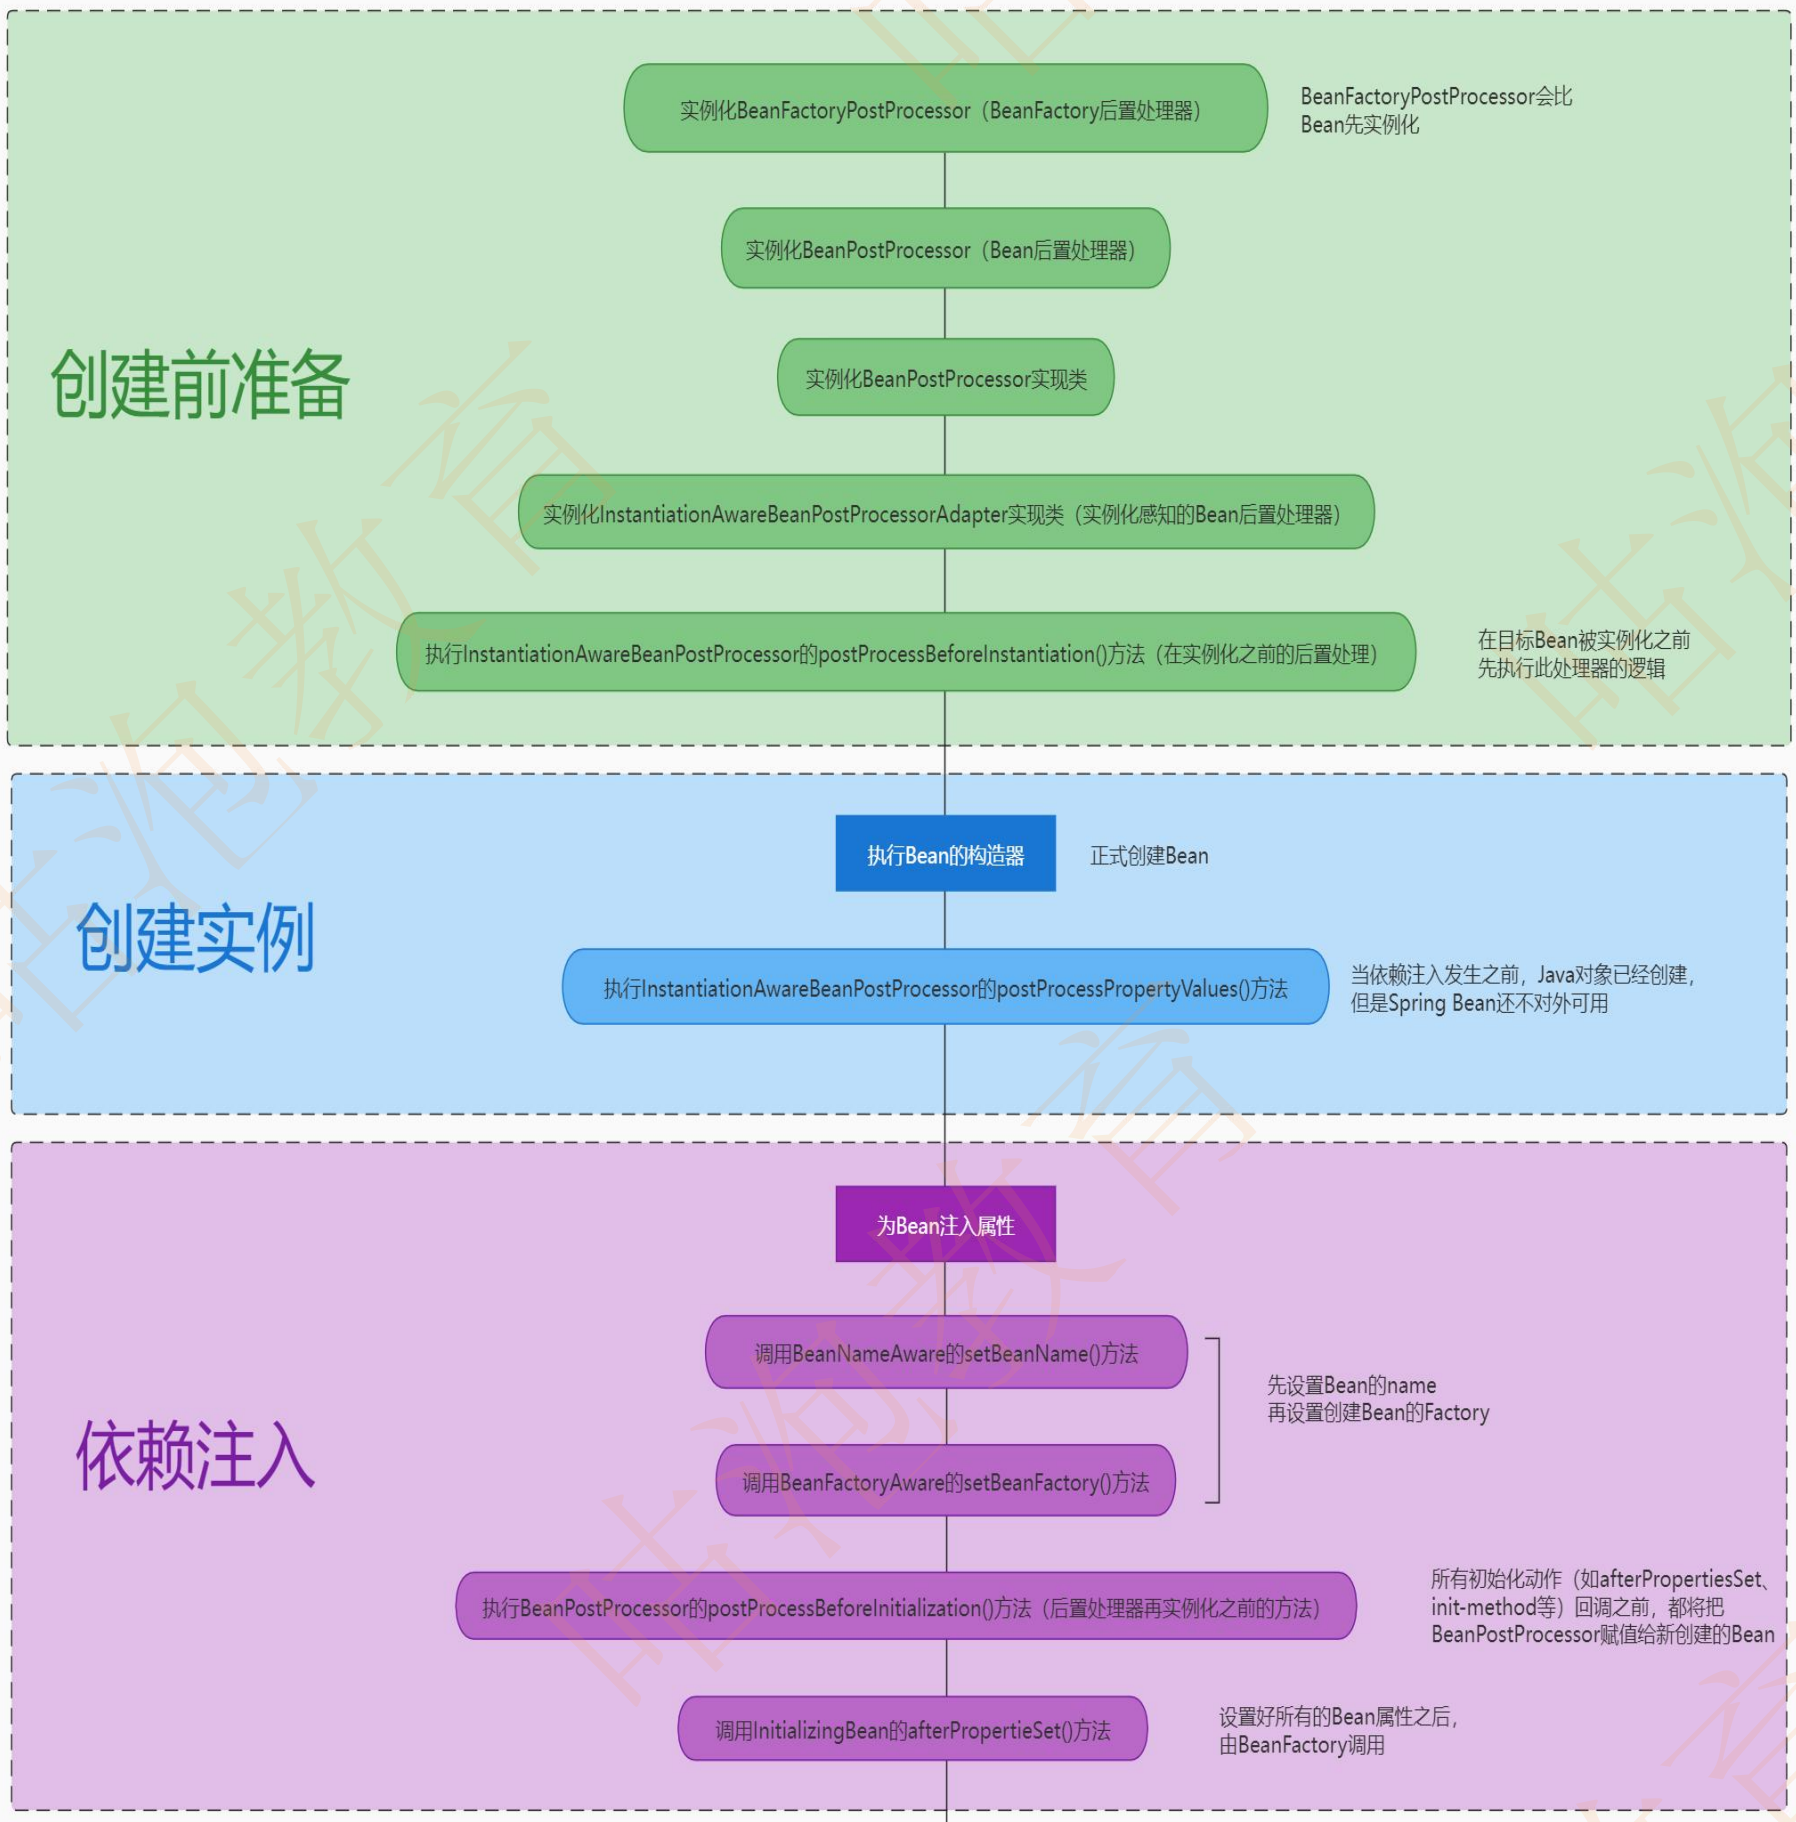 实例化BeanFactoryPostProcessor（BeanFactory后置处理器）
BeanFactoryPostProcessor会比
Bean先实例化
实例化BeanPostProcessor（Bean后置处理器）
创建前准备
实例化BeanPostProcessor实现类
实例化InstantiationAwareBeanPostProcessorAdapter实现类（实例化感知的Bean后置处理器）
执行InstantiationAwareBeanPostProcessor的postProcessBeforeInstantiation()方法（在实例化之前的后置处理）
在目标Bean被实例化之前
先执行此处理器的逻辑
执行Bean的构造器
正式创建Bean
创建实例
执行InstantiationAwareBeanPostProcessor的postProcessPropertyValues()方法
当依赖注入发生之前，Java对象已经创建，
但是Spring Bean还不对外可用
为Bean注入属性
调用BeanNameAware的setBeanName()方法
先设置Bean的name
再设置创建Bean的Factory
依赖注入
调用BeanFactoryAware的setBeanFactory()方法
执行BeanPostProcessor的postProcessBeforeInitialization()方法（后置处理器再实例化之前的方法）
所有初始化动作（如afterPropertiesSet、
init-method等）回调之前，都将把
BeanPostProcessor赋值给新创建的Bean
调用InitializingBean的afterPropertieSet()方法
设置好所有的Bean属性之后，
由BeanFactory调用
咕泡教育
咕泡教育